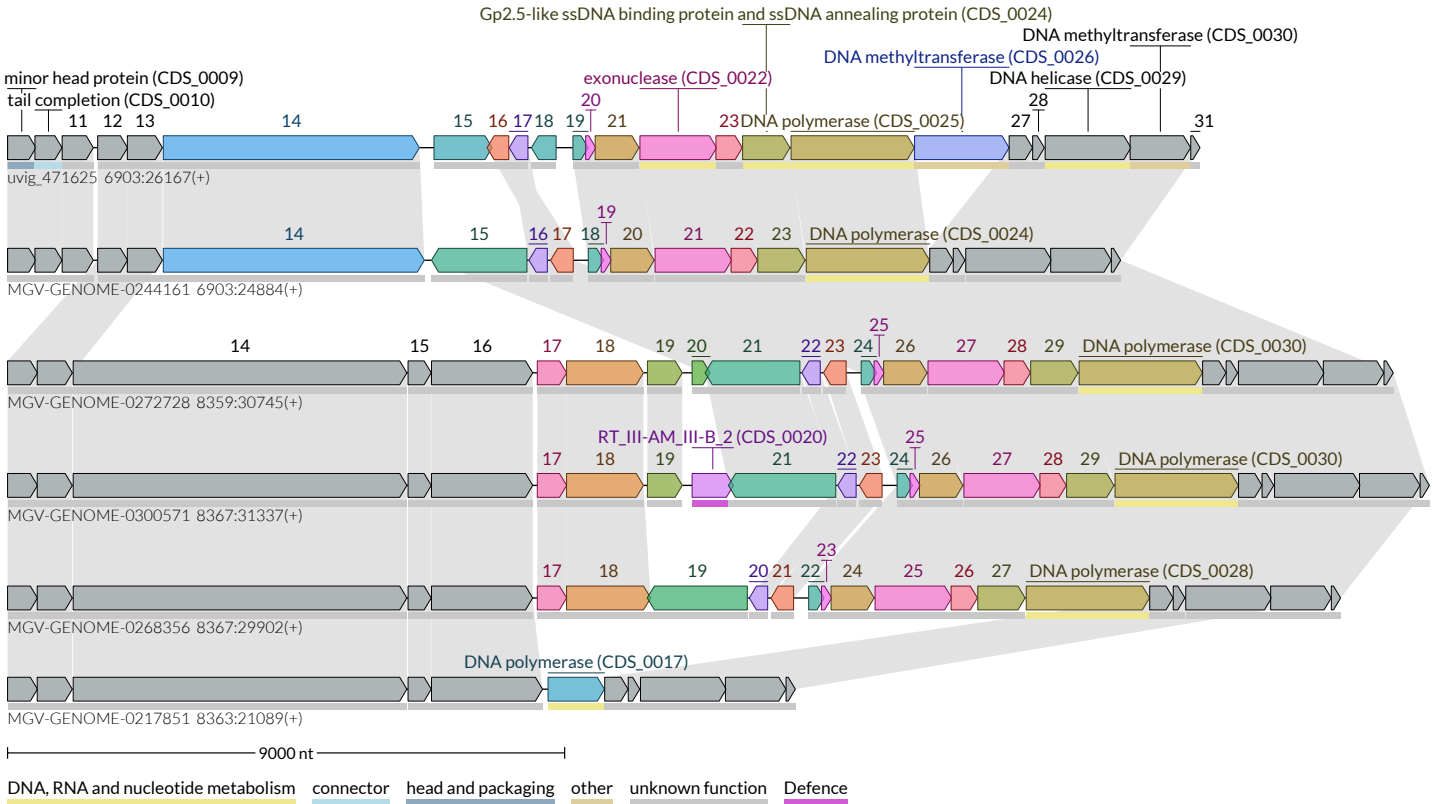 Gp2.5-like ssDNA binding protein and ssDNA annealing protein (CDS_0024)
DNA methyltransferase (CDS_0030)
DNA methyltransferase (CDS_0026)
minor head protein (CDS_0009) exonuclease (CDS_0022) DNA helicase (CDS_0029)
tail completion (CDS_0010) 20 28
11 12 13 14 15 16 17 18 19 21 23 DNA polymerase (CDS_0025) 27 31
uvig_471625 6903:26167(+)
19
14 15 16 17 18 20 21 22 23 DNA polymerase (CDS_0024)
MGV-GENOME-0244161 6903:24884(+)
25
14 15 16 17 18 19 20 21 22 23 24 26 27 28 29 DNA polymerase (CDS_0030)
MGV-GENOME-0272728 8359:30745(+)
RT_III-AM_III-B_2 (CDS_0020) 25
17 18 19 21 22 23 24 26 27 28 29 DNA polymerase (CDS_0030)
MGV-GENOME-0300571 8367:31337(+)
23
17 18 19 20 21 22 24 25 26 27 DNA polymerase (CDS_0028)
MGV-GENOME-0268356 8367:29902(+)
DNA polymerase (CDS_0017)
MGV-GENOME-0217851 8363:21089(+)
9000 nt
DNA, RNA and nucleotide metabolism connector head and packaging other unknown function Defence